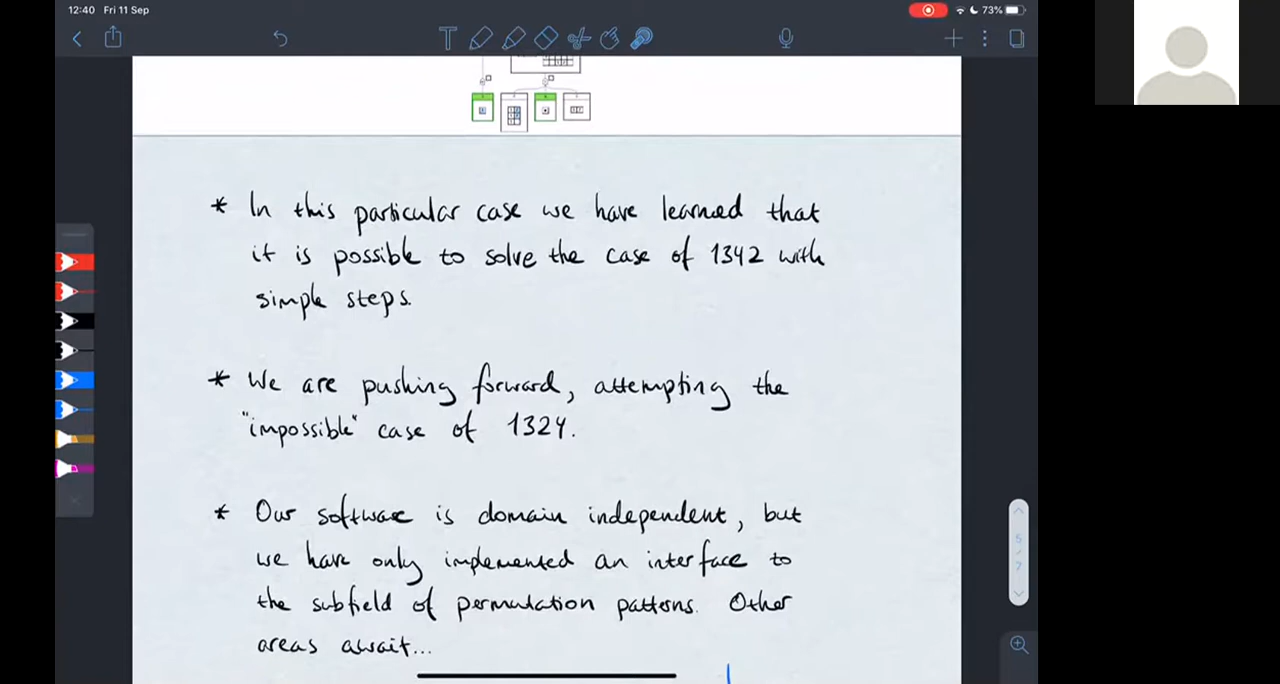 12:40 Fri 11 Sep
73%
* In this particular case we have learned that
it is possible to solve the case of 1342 with
simple steps.
* We are pushing forward, attempting the
"impossible" case of 1324.
* Our software is domain independent, but
we have only implemented an interface to
the subfield of permutation patterns. Other
areas await...
5
/
7